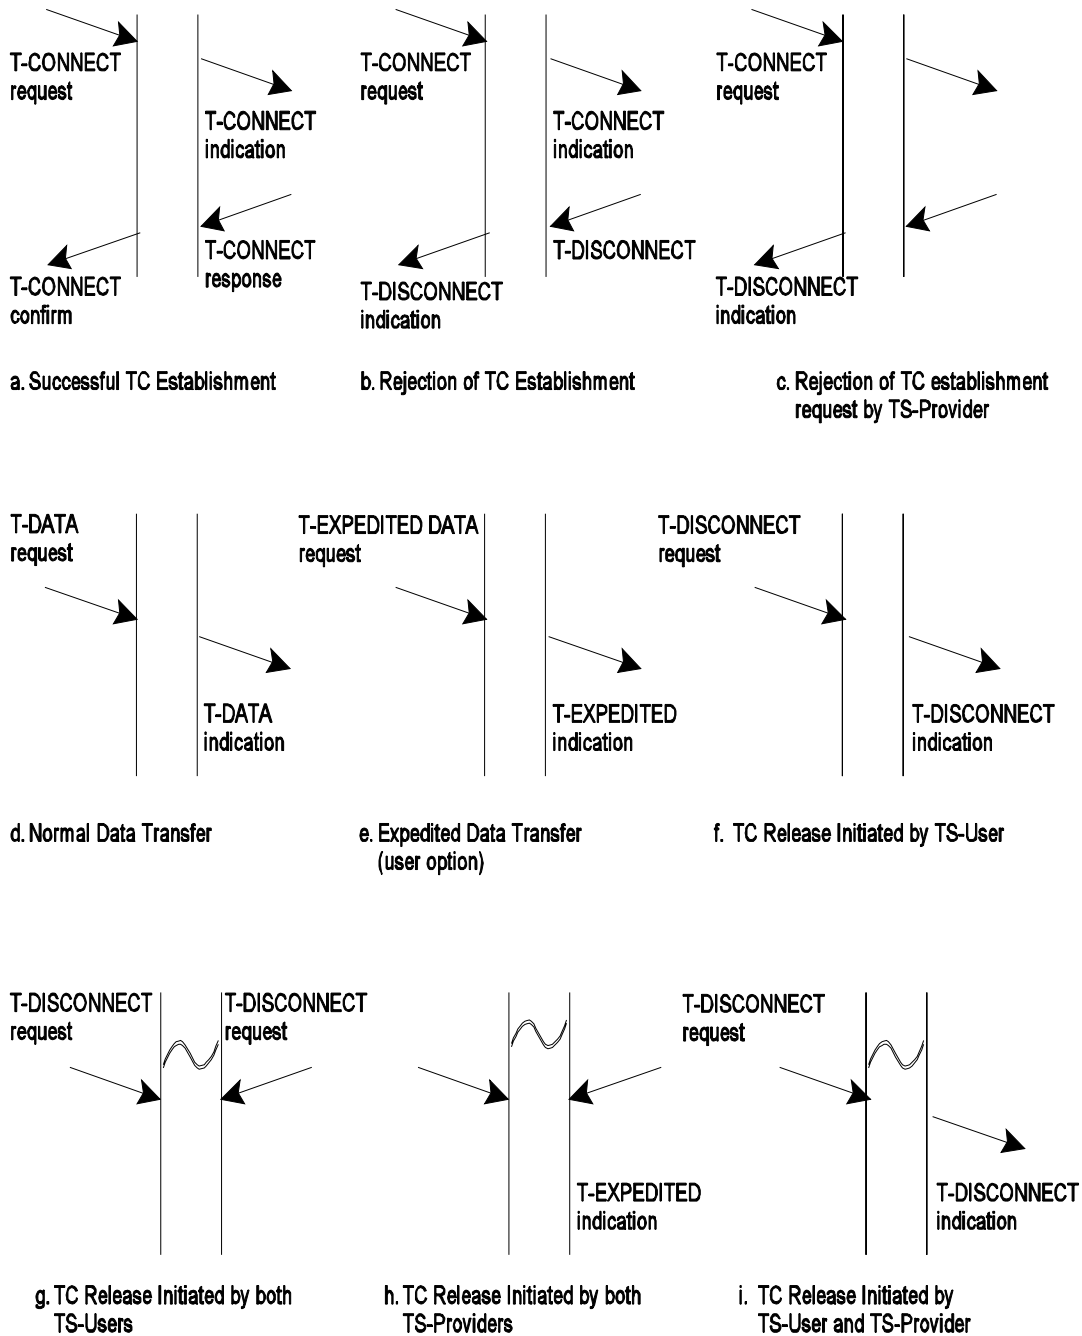 T-CONNECT
request
T-CONNECT
indication
T-CONNECT
response
T-CONNECT
confirm
a. Successful TC Establishment
T-CONNECT
request
T-CONNECT
indication
T-DISCONNECT
T-DISCONNECT
indication
b. Rejection of TC Establishment
T-CONNECT
request
T-DISCONNECT
indication
c. Rejection of TC establishment
request by TS-Provider
T-DATA
request
T-DATA
indication
d. Normal Data Transfer
T-EXPEDITED DATA
request
T-EXPEDITED
indication
e. Expedited Data Transfer
(user option)
T-DISCONNECT
request
T-DISCONNECT
indication
f. TC Release Initiated by TS-User
T-DISCONNECT
request
T-DISCONNECT
request
g. TC Release Initiated by both
TS-Users
T-EXPEDITED
indication
h. TC Release Initiated by both
TS-Providers
T-DISCONNECT
request
T-DISCONNECT
indication
i. TC Release Initiated by
TS-User and TS-Provider